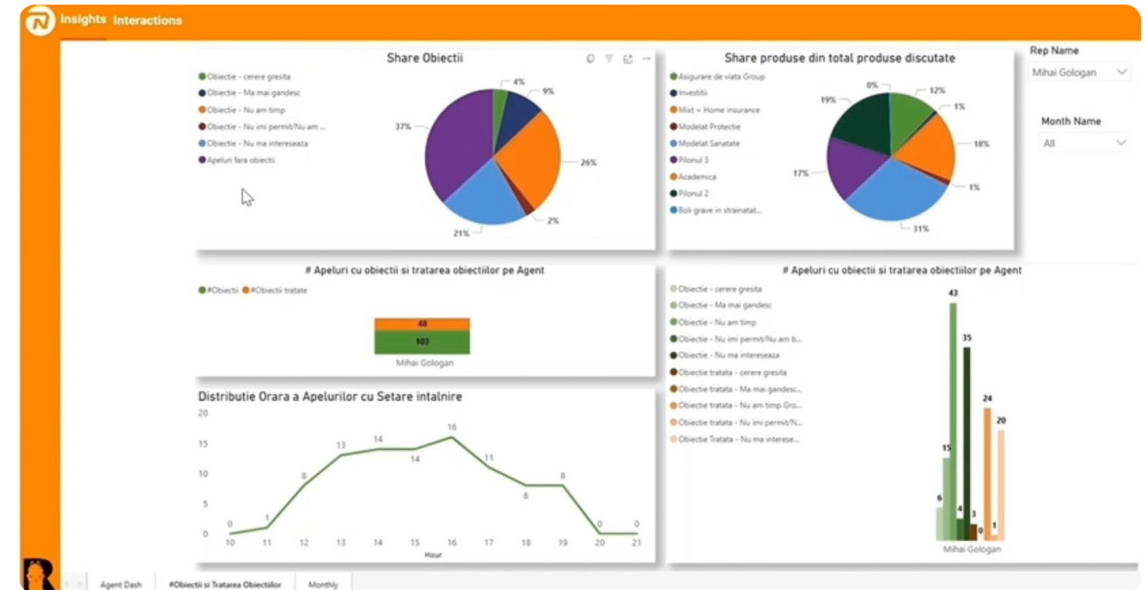 Insights Interactions
Share Obiectii
Obiectie - cerere gresita
Obiectie - Ma mai gandesc
Obiectie - Nu am timp
Obiectie - Nu imi permit/Nu am ...
Obiectie - Nu ma intereseaza
Apeluri fara obiectii
4%
9%
26%
2%
21%
37%
Share produse din total produse discutate
Asigurare de viata Group
Investitii
Mixt + Home insurance
Modelat Protectie
Modelat Sanatate
Pilonul 3
Academica
Pilonul 2
Boli grave in strainatat...
0%
12%
1%
18%
1%
31%
17%
19%
Rep Name
Mihai Gologan
Month Name
All
# Apeluri cu obiectii si tratarea obiectiilor pe Agent
#Obiectii #Obiectii tratate
48
103
Mihai Gologan
Distributie Orara a Apelurilor cu Setare intalnire
20
15
10
5
0
0 1 8 13 14 14 16 11 8 8 0 0
10 11 12 13 14 15 16 17 18 19 20 21
Hour
# Apeluri cu obiectii si tratarea obiectiilor pe Agent
Obiectie - cerere gresita
Obiectie - Ma mai gandesc
Obiectie - Nu am timp
Obiectie - Nu imi permit/Nu am b...
Obiectie - Nu ma intereseaza
Obiectie tratata - cerere gresita
Obiectie tratata - Ma mai gandesc...
Obiectie tratata - Nu am timp Gro...
Obiectie tratata - Nu imi permit/N...
Obiectie Tratata - Nu ma interese...
6 15 43 4 35 3 0 24 1 20
Mihai Gologan
Agent Dash #Obiectii si Tratarea Obiectiilor Monthly